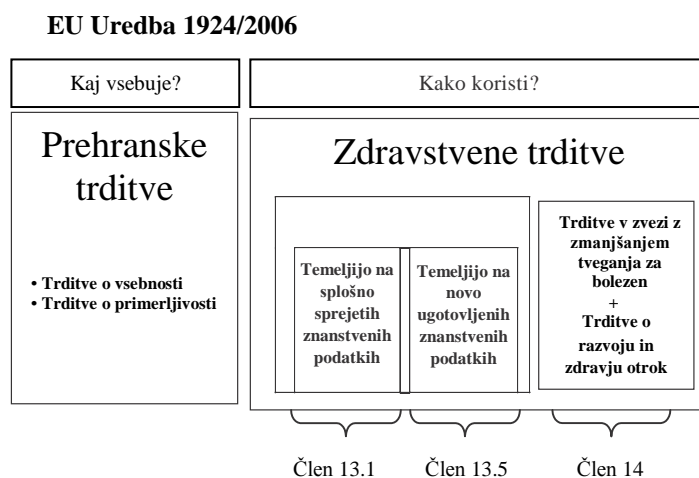 EU Uredba 1924/2006
Kaj vsebuje?
Kako koristi?
Prehranske
trditve
• Trditve o vsebnosti
• Trditve o primerljivosti
Zdravstvene trditve
Temeljijo na
splošno
sprejetih
znanstvenih
podatkih
Temeljijo na
novo
ugotovljenih
znanstvenih
podatkih
Trditve v zvezi z
zmanjšanjem
tveganja za
bolezen
+
Trditve o
razvoju in
zdravju otrok
Člen 13.1
Člen 13.5
Člen 14